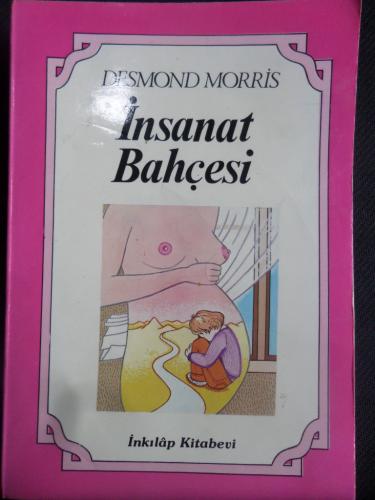 DESMOND MORRİS
İnsanat
Bahçesi
İnkılâp Kitabevi